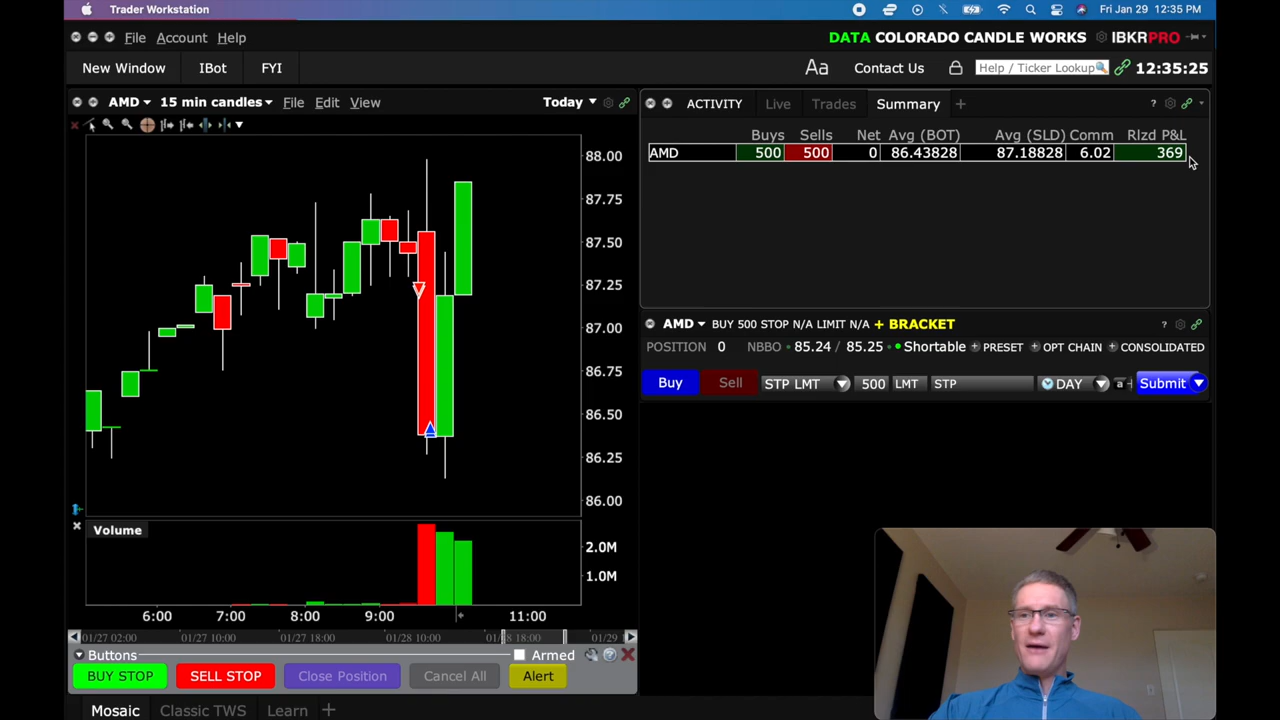 Trader Workstation
Fri Jan 29 12:35 PM
File Account Help
DATA COLORADO CANDLE WORKS
IBKRPRO
New Window IBot FYI
Aa Contact Us
Help / Ticker Lookup
12:35:25
AMD 15 min candles File Edit View
Today
88.00
87.75
87.50
87.25
87.00
86.75
86.50
86.25
86.00
Volume
2.0M
1.0M
6:00 7:00 8:00 9:00 11:00
01/27 02:00 01/27 10:00 01/27 18:00 01/28 10:00 18:00 01/29
Buttons
Armed
BUY STOP SELL STOP Close Position Cancel All Alert
Mosaic Classic TWS Learn +
ACTIVITY Live Trades Summary +
?
Buys Sells Net Avg (BOT) Avg (SLD) Comm Rlzd P&L
AMD 500 500 0 86.43828 87.18828 6.02 369
AMD BUY 500 STOP N/A LIMIT N/A + BRACKET
?
POSITION 0 NBBO • 85.24 / 85.25 • Shortable + PRESET + OPT CHAIN + CONSOLIDATED
Buy Sell STP LMT 500 LMT STP DAY a Submit